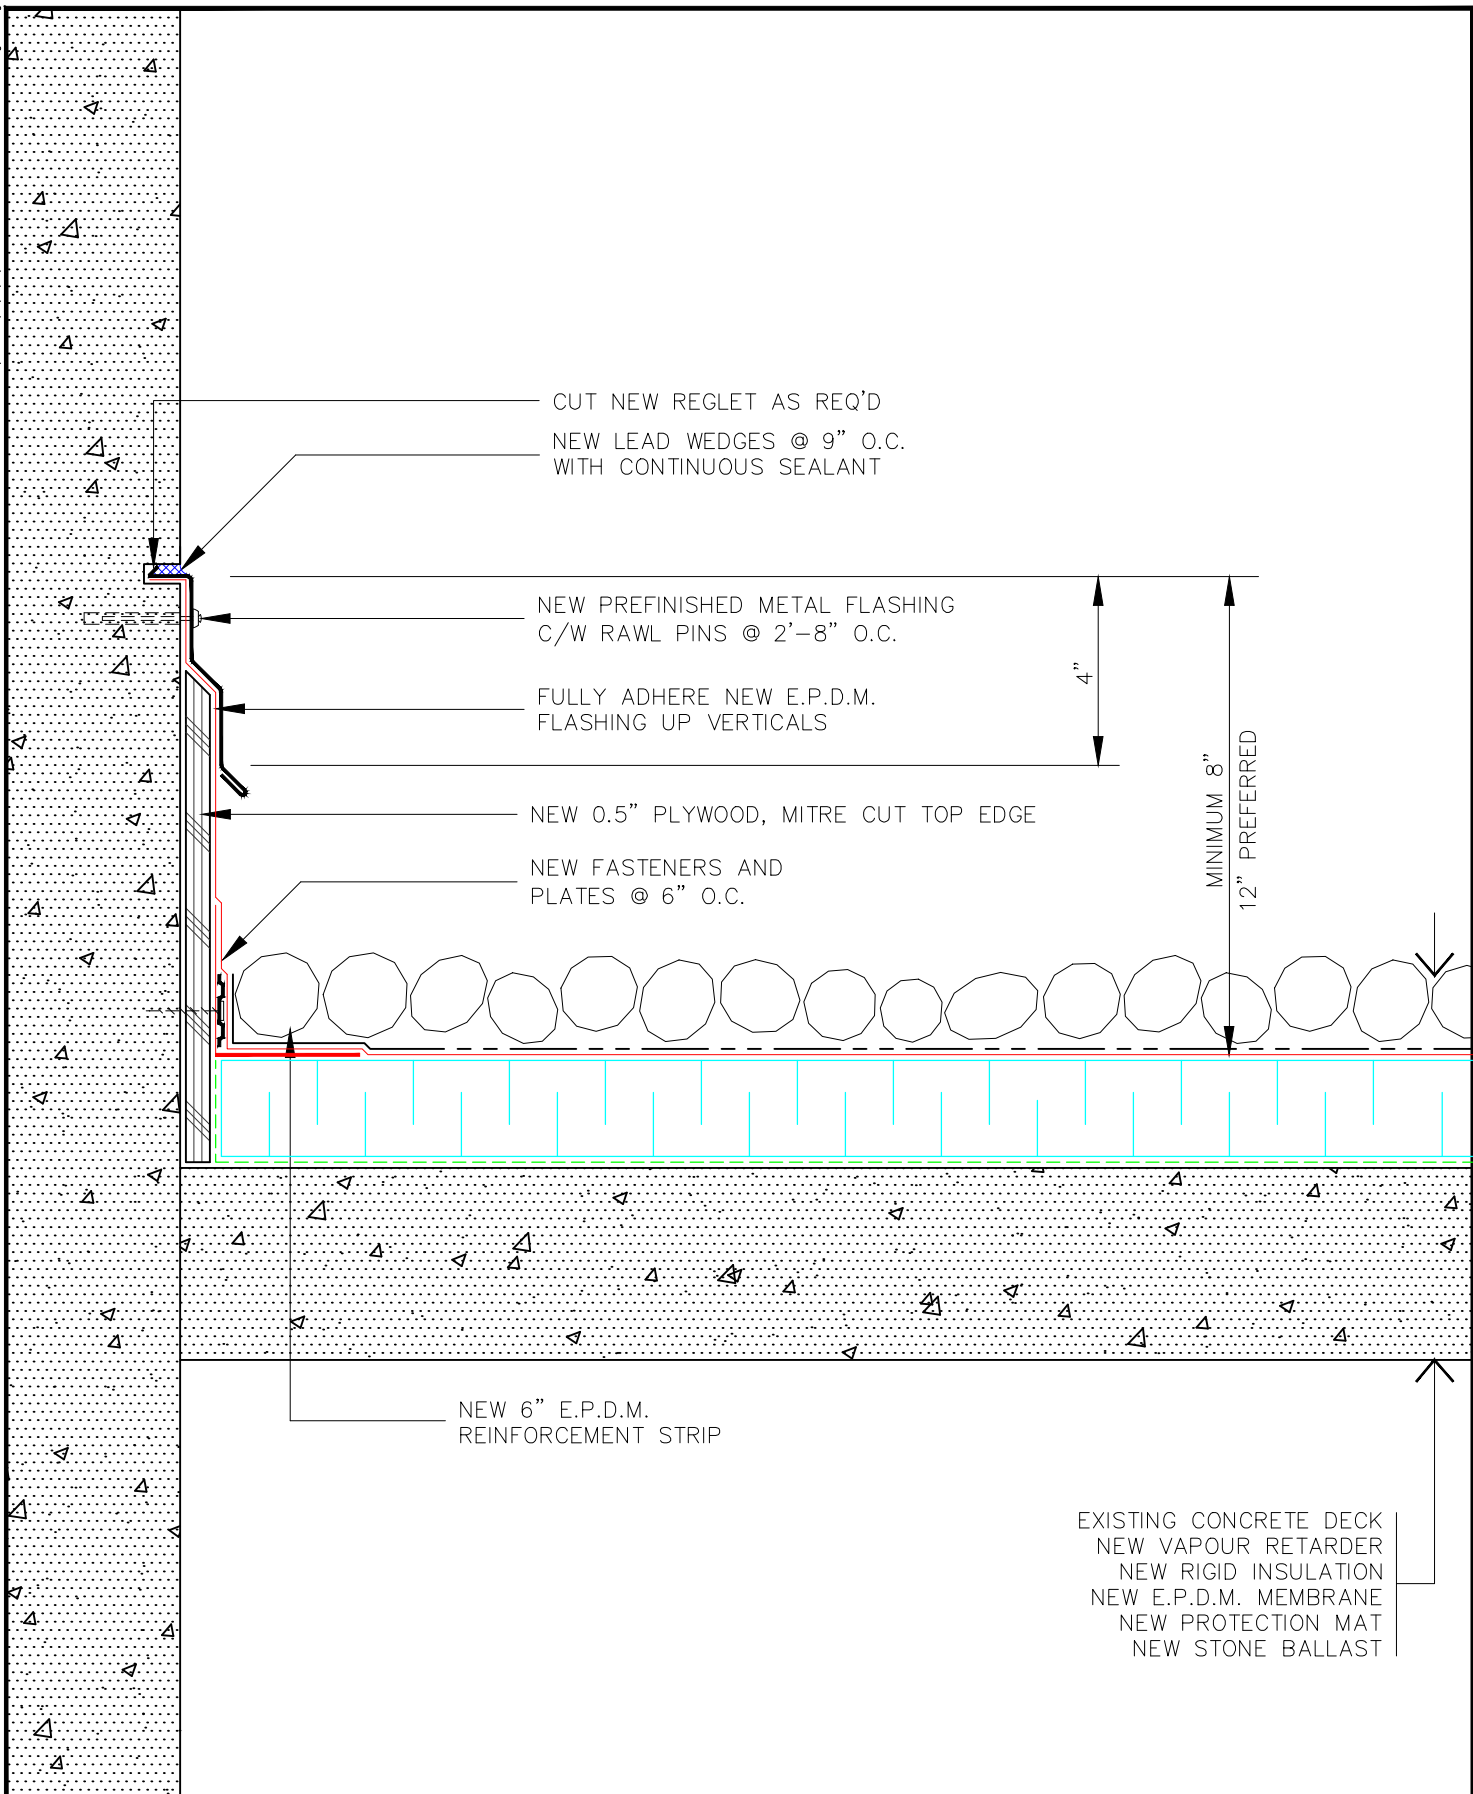 CUT NEW REGLET AS REQ'D
NEW LEAD WEDGES @ 9" O.C.
WITH CONTINUOUS SEALANT
NEW PREFINISHED METAL FLASHING
C/W RAWL PINS @ 2'-8" O.C.
4"
FULLY ADHERE NEW E.P.D.M.
FLASHING UP VERTICALS
MINIMUM 8"
12" PREFERRED
NEW 0.5" PLYWOOD, MITRE CUT TOP EDGE
NEW FASTENERS AND
PLATES @ 6" O.C.
NEW 6" E.P.D.M.
REINFORCEMENT STRIP
EXISTING CONCRETE DECK
NEW VAPOUR RETARDER
NEW RIGID INSULATION
NEW E.P.D.M. MEMBRANE
NEW PROTECTION MAT
NEW STONE BALLAST